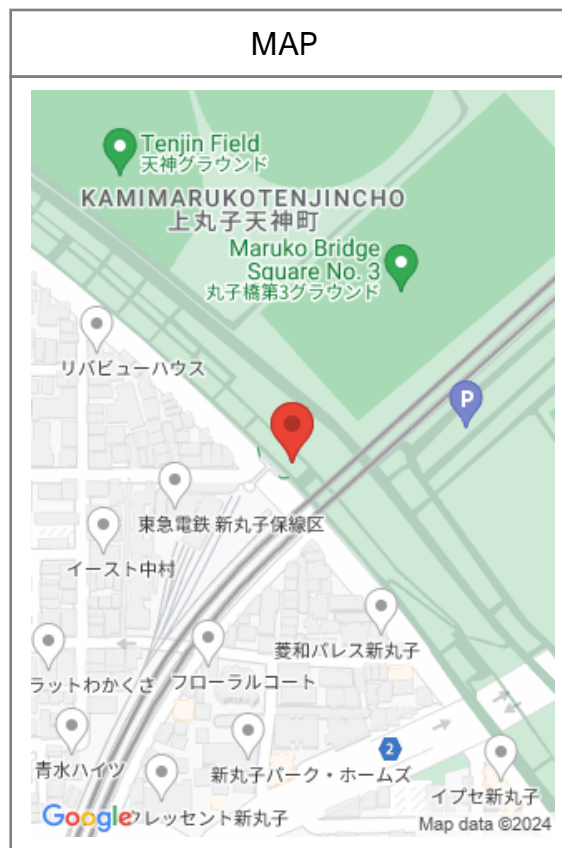 MAP
Tenjin Field
天神グラウンド
KAMIMARUKOTENJINCHO
上丸子天神町
Maruko Bridge
Square No. 3
丸子橋第3グラウンド
リバビューハウス
P
東急電鉄 新丸子保線区
イースト中村
菱和パレス新丸子
ラットわかくさ
フローラルコート
2
青水ハイツ
新丸子パーク・ホームズ
イプセ新丸子
Google
レッセント新丸子
Map data ©2024